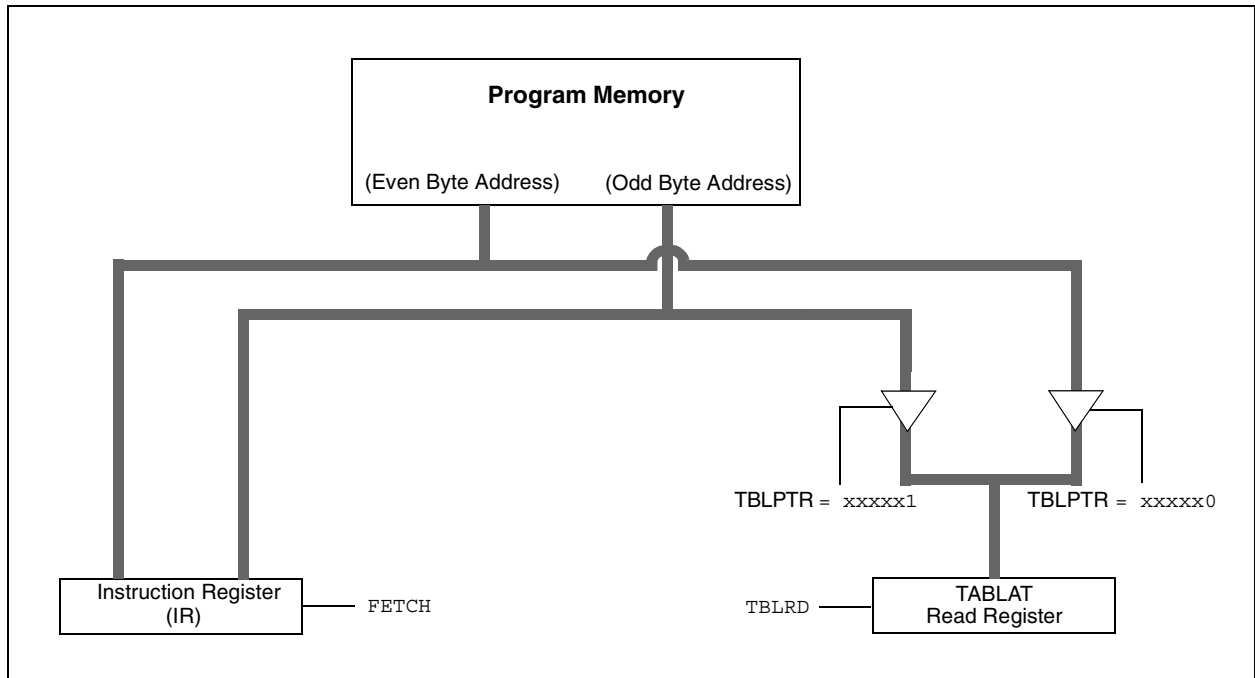 Program Memory
(Even Byte Address) (Odd Byte Address)
TBLPTR = xxxxx1
TBLPTR = xxxxx0
Instruction Register
(IR)
FETCH
TBLRD
TABLAT
Read Register